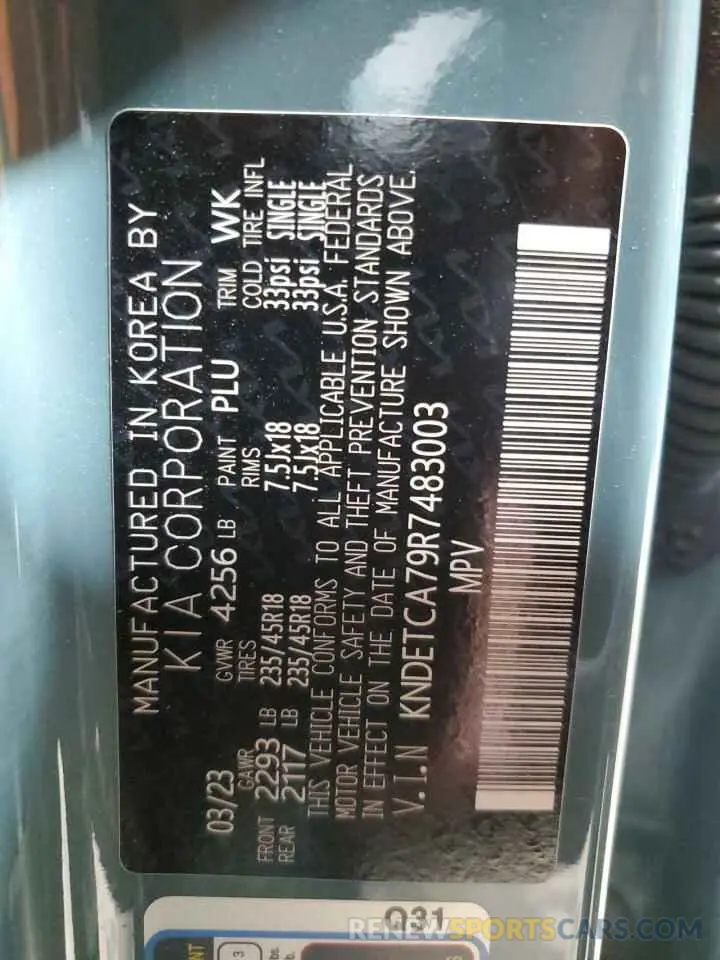 MANUFACTURED IN KOREA BY
KIA CORPORATION
03/23 GVWR 4256 LB PAINT PLU TRIM WK
GAWR TIRES RIMS COLD TIRE INFL
FRONT 2293 LB 235/45R18 7.5Jx18 33psi SINGLE
REAR 2117 LB 235/45R18 7.5Jx18 33psi SINGLE
THIS VEHICLE CONFORMS TO ALL APPLICABLE U.S.A. FEDERAL
MOTOR VEHICLE SAFETY AND THEFT PREVENTION STANDARDS
IN EFFECT ON THE DATE OF MANUFACTURE SHOWN ABOVE.
V.I.N KNDETCA79R7483003
MPV
Q31
3
RENEWSPORTSCARS.COM